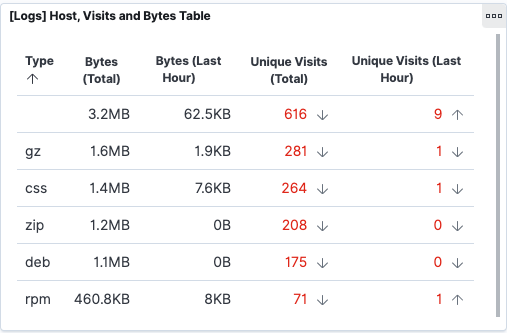 [Logs] Host, Visits and Bytes Table
Type ↑ Bytes (Total) Bytes (Last Hour) Unique Visits (Total) Unique Visits (Last Hour)
3.2MB 62.5KB 616 ↓ 9 ↑
gz 1.6MB 1.9KB 281 ↓ 1 ↓
css 1.4MB 7.6KB 264 ↓ 1 ↓
zip 1.2MB 0B 208 ↓ 0 ↓
deb 1.1MB 0B 175 ↓ 0 ↓
rpm 460.8KB 8KB 71 ↓ 1 ↑